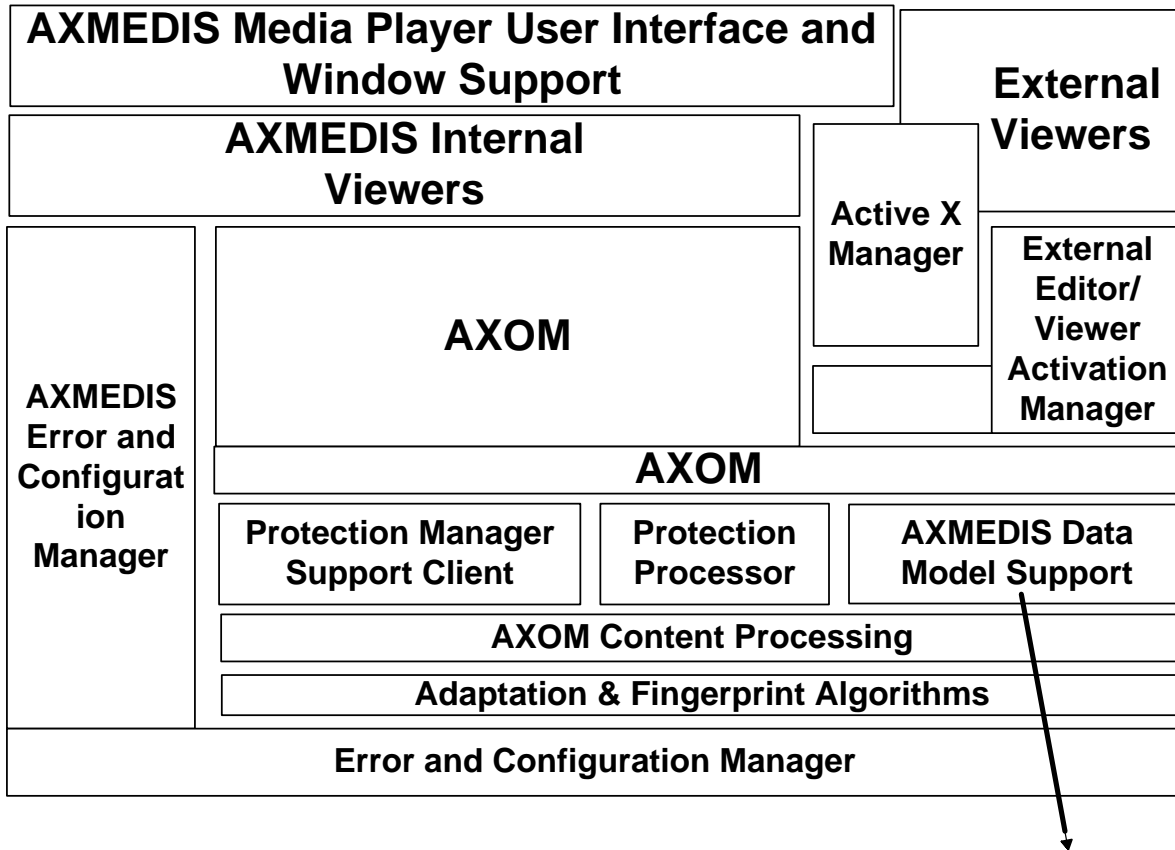 AXMEDIS Media Player User Interface and
Window Support
External
Viewers
AXMEDIS Internal
Viewers
Active X
Manager
External
Editor/
Viewer
Activation
Manager
AXOM
AXMEDIS
Error and
Configurat
ion
Manager
AXOM
Protection Manager
Support Client
Protection
Processor
AXMEDIS Data
Model Support
AXOM Content Processing
Adaptation & Fingerprint Algorithms
Error and Configuration Manager